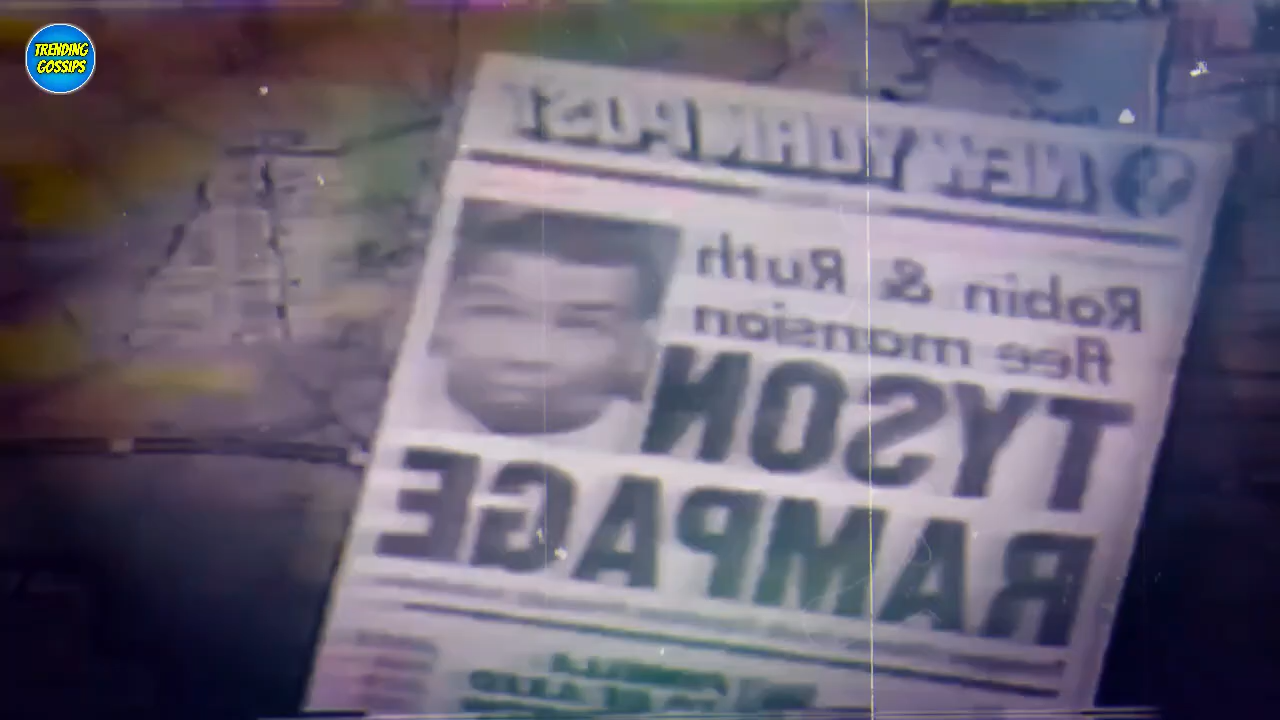 TRENDING
GOSSIPS
NEW YORK POST
Robin & Ruth
flee mansion
TYSON
RAMPAGE